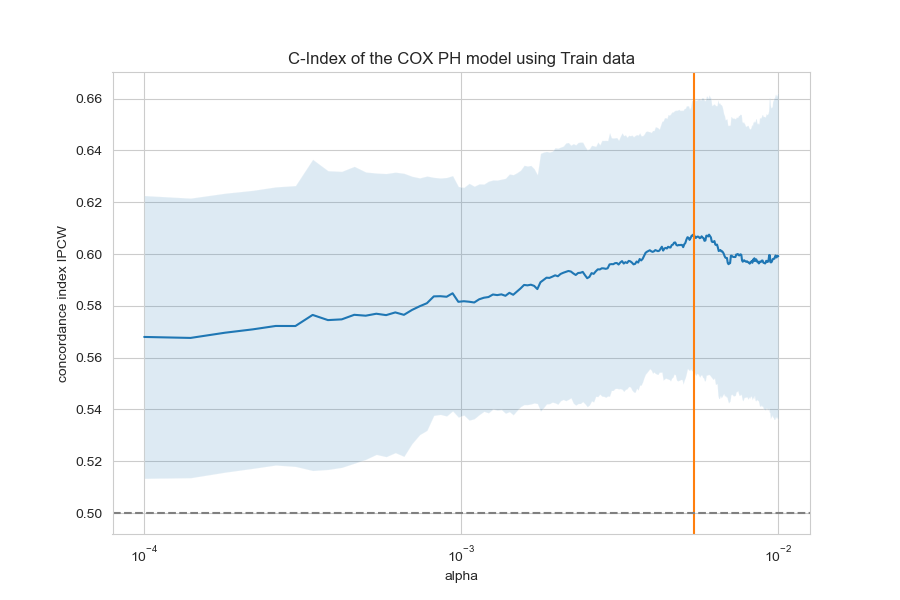 C-Index of the COX PH model using Train data
concordance index IPCW
0.66
0.64
0.62
0.60
0.58
0.56
0.54
0.52
0.50
10⁻⁴ 10⁻³ 10⁻²
alpha